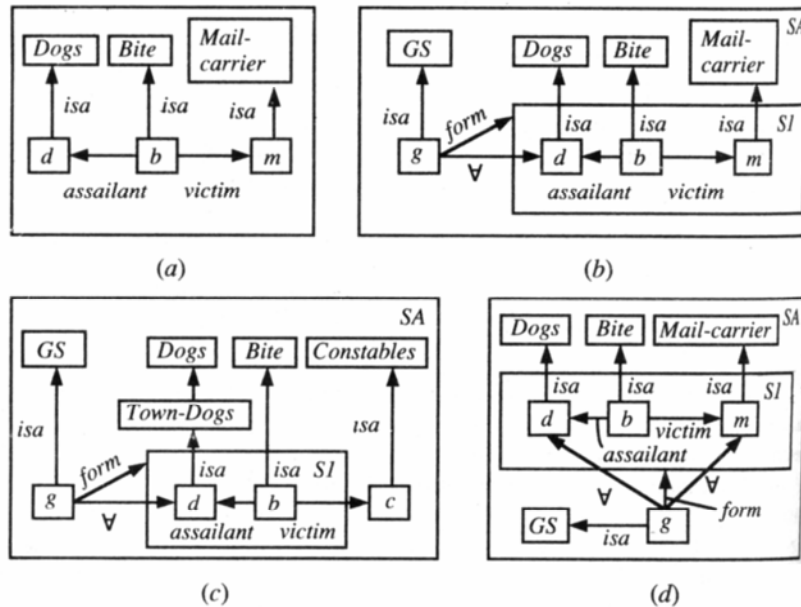 Dogs Bite Mail-
carrier
isa isa isa
d b m
assailant victim
(a)
SA
GS Dogs Bite Mail-
carrier
isa form isa isa isa S1
g d b m
∀ assailant victim
(b)
SA
GS Dogs Bite Constables
Town-Dogs
isa isa
form isa isa S1
g d b c
∀ assailant victim
(c)
SA
Dogs Bite Mail-carrier
isa isa isa S1
d b m
victim
assailant
∀ ∀
g form
GS isa
(d)